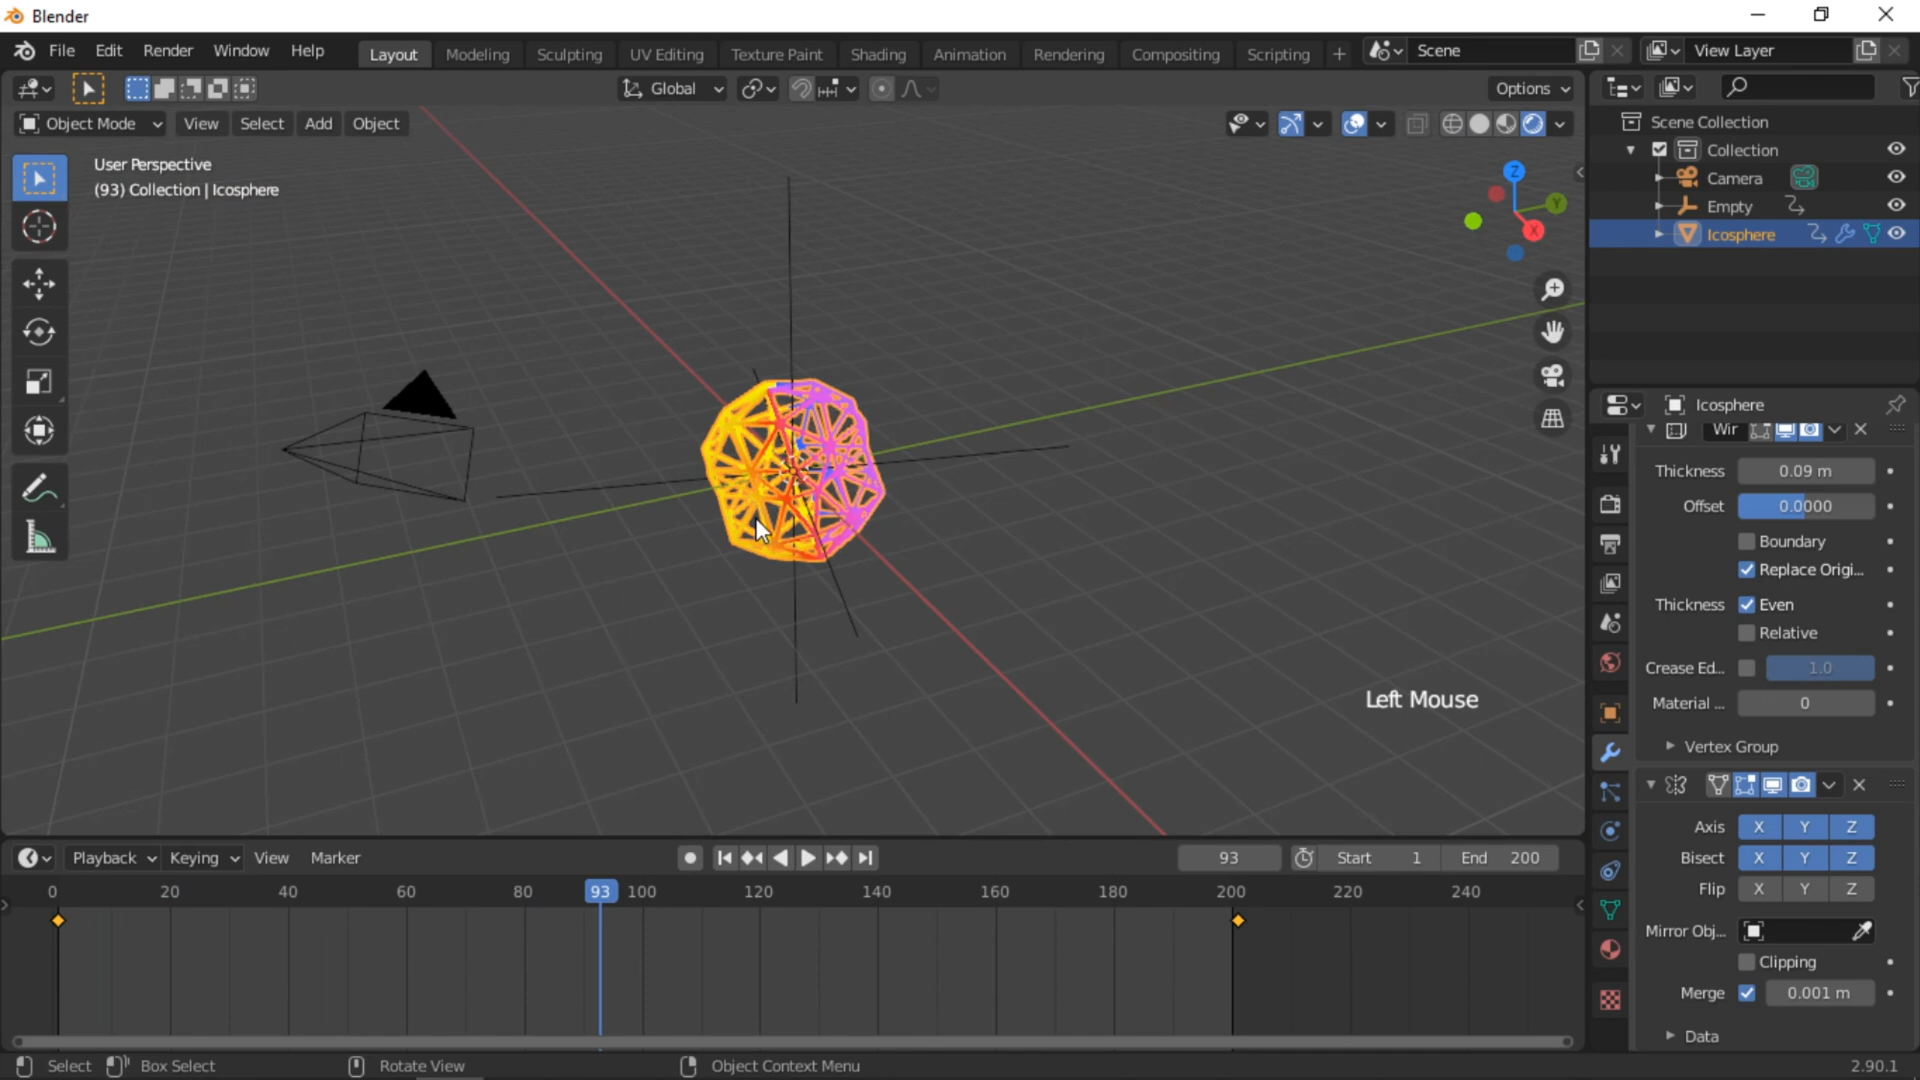 Blender
File Edit Render Window Help Layout Modeling Sculpting UV Editing Texture Paint Shading Animation Rendering Compositing Scripting + Scene View Layer
Global Options
Object Mode View Select Add Object
User Perspective
(93) Collection | Icosphere
Z
Y
X
Left Mouse
Scene Collection
Collection
Camera
Empty
Icosphere
Icosphere
Wir
Thickness 0.09 m
Offset 0.0000
Boundary
Replace Origi...
Thickness Even
Relative
Crease Ed... 1.0
Material ... 0
Vertex Group
Axis X Y Z
Bisect X Y Z
Flip X Y Z
Mirror Obj...
Clipping
Merge 0.001 m
Data
Playback Keying View Marker 93 Start 1 End 200
0 20 40 60 80 93 100 120 140 160 180 200 220 240
Select Box Select Rotate View Object Context Menu 2.90.1